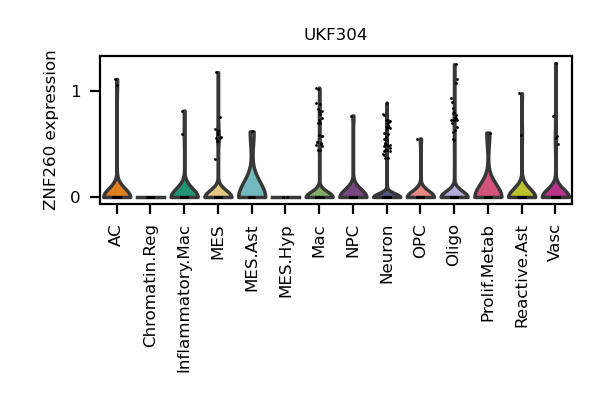 UKF304
ZNF260 expression
1
0
AC
Chromatin.Reg
Inflammatory.Mac
MES
MES.Ast
MES.Hyp
Mac
NPC
Neuron
OPC
Oligo
Prolif.Metab
Reactive.Ast
Vasc